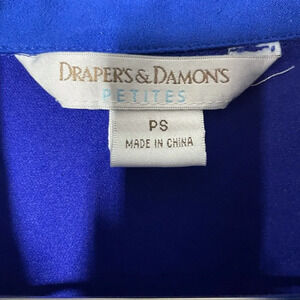 DRAPER'S & DAMON'S
PETITES
PS
MADE IN CHINA